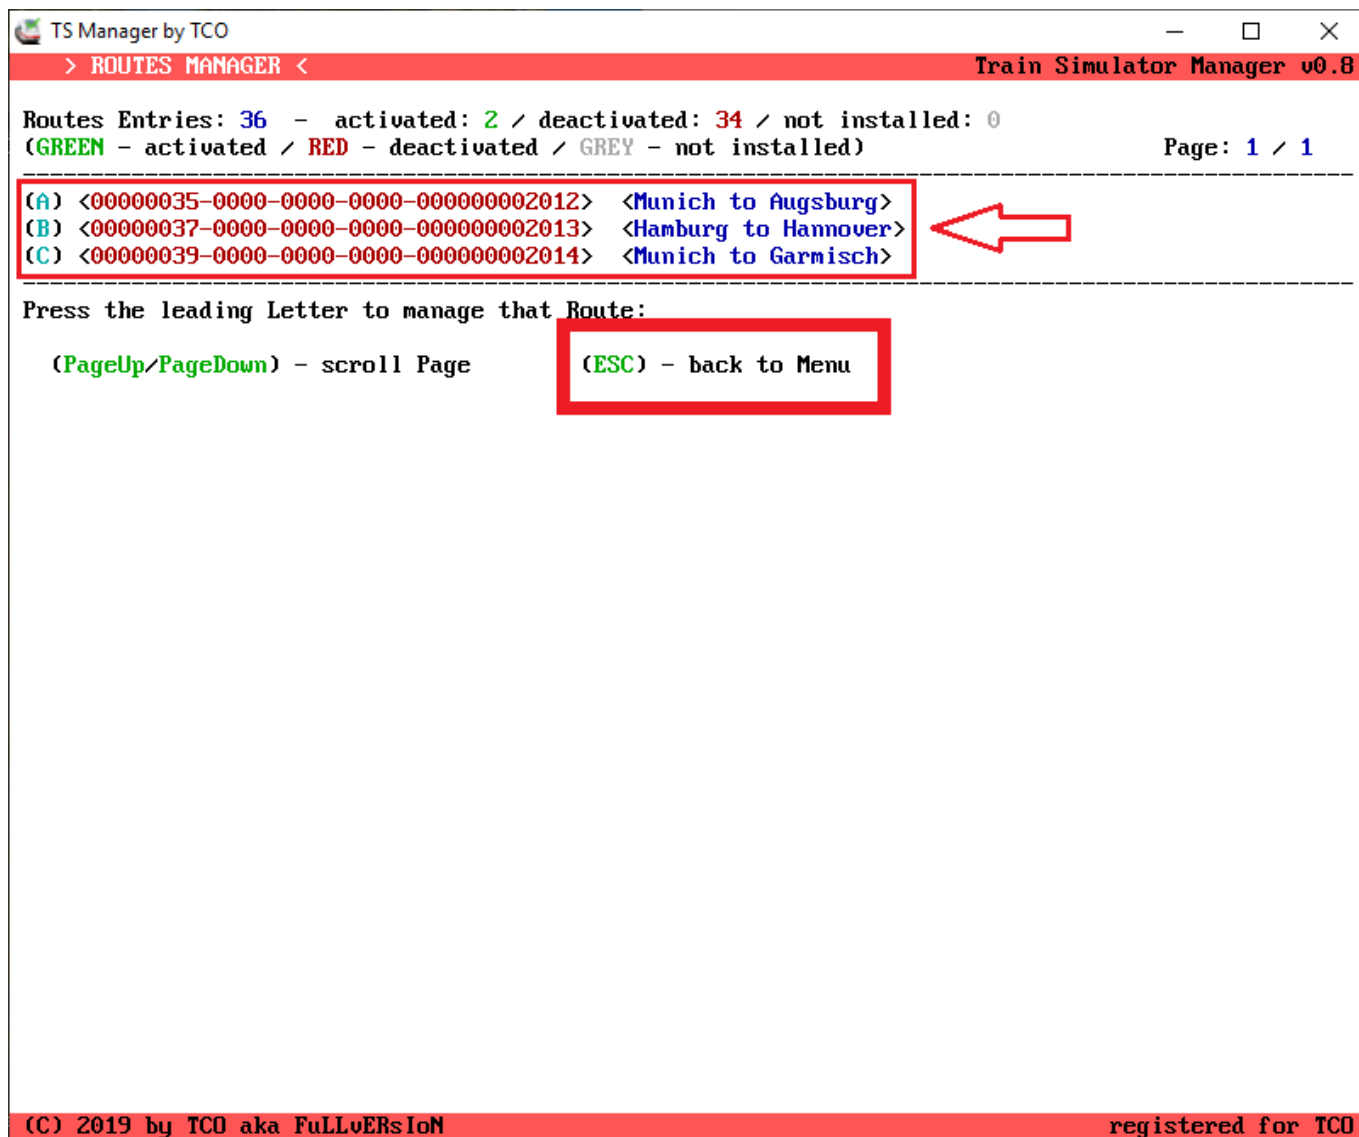 TS Manager by TCO
> ROUTES MANAGER < Train Simulator Manager v0.8
Routes Entries: 36 - activated: 2 / deactivated: 34 / not installed: 0
(GREEN - activated / RED - deactivated / GREY - not installed) Page: 1 / 1
(A) <00000035-0000-0000-0000-000000002012> <Munich to Augsburg>
(B) <00000037-0000-0000-0000-000000002013> <Hamburg to Hannover>
(C) <00000039-0000-0000-0000-000000002014> <Munich to Garmisch>
Press the leading Letter to manage that Route:
(PageUp/PageDown) - scroll Page (ESC) - back to Menu
(C) 2019 by TCO aka FuLLvERsIoN registered for TCO